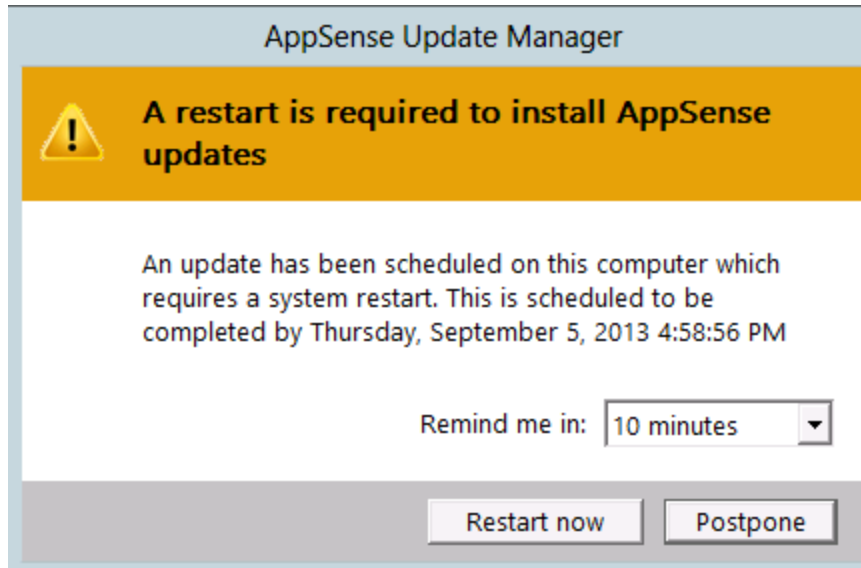 AppSense Update Manager
A restart is required to install AppSense
updates
An update has been scheduled on this computer which
requires a system restart. This is scheduled to be
completed by Thursday, September 5, 2013 4:58:56 PM
Remind me in: 10 minutes
Restart now Postpone